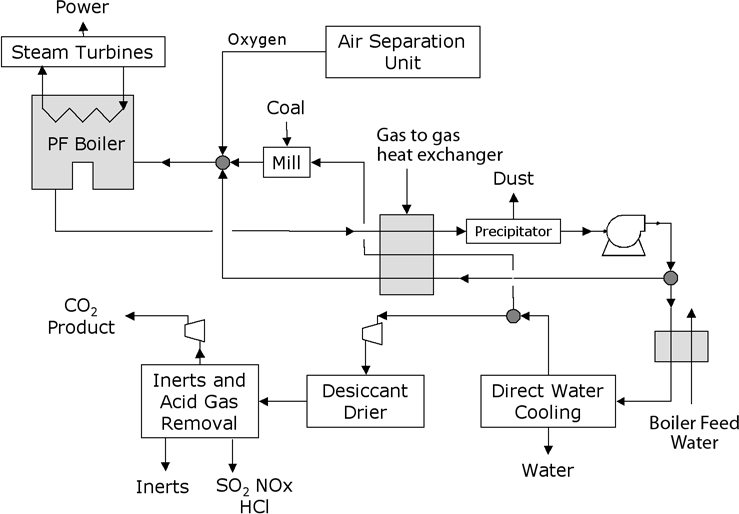 Power
Steam Turbines
Oxygen
Air Separation
Unit
Coal
PF Boiler
Mill
Gas to gas
heat exchanger
Dust
Precipitator
CO2
Product
Inerts and
Acid Gas
Removal
Desiccant
Drier
Direct Water
Cooling
Boiler Feed
Water
Water
Inerts
SO2 NOx
HCl